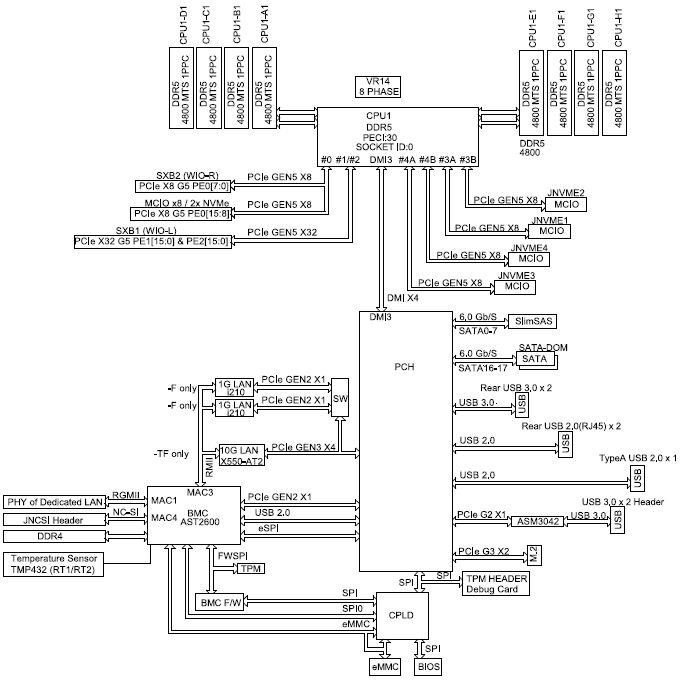 CPU1-D1
CPU1-C1
CPU1-B1
CPU1-A1
CPU1-E1
CPU1-F1
CPU1-G1
CPU1-H1
DDR5
4800 MTS 1PPC
DDR5
4800 MTS 1PPC
DDR5
4800 MTS 1PPC
DDR5
4800 MTS 1PPC
DDR5
4800 MTS 1PPC
DDR5
4800 MTS 1PPC
DDR5
4800 MTS 1PPC
DDR5
4800 MTS 1PPC
VR14
8 PHASE
CPU1
DDR5
PECI:30
SOCKET ID:0
DDR5
4800
#0 #1/#2 DMI3 #4A #4B #3A #3B
SXB2 (WIO-R)
PCIe X8 G5 PE0[7:0]
PCIe GEN5 X8
MCIO x8 / 2x NVMe
PCIe X8 G5 PE0[15:8]
PCIe GEN5 X8
SXB1 (WIO-L)
PCIe X32 G5 PE1[15:0] & PE2[15:0]
PCIe GEN5 X32
JNVME2
PCIe GEN5 X8
MCIO
JNVME1
PCIe GEN5 X8
MCIO
JNVME4
PCIe GEN5 X8
MCIO
JNVME3
PCIe GEN5 X8
MCIO
DMI X4
DMI3
PCH
6.0 Gb/S
SATA0-7
SlimSAS
SATA-DOM
6.0 Gb/S
SATA16-17
SATA
Rear USB 3.0 x 2
USB 3.0
USB
Rear USB 2.0(RJ45) x 2
USB 2.0
USB
TypeA USB 2.0 x 1
USB 2.0
USB
USB 3.0 x 2 Header
PCIe G2 X1
ASM3042
USB 3.0
USB
PCIe G3 X2
M.2
-F only
1G LAN
i210
PCIe GEN2 X1
-F only
1G LAN
i210
PCIe GEN2 X1
SW
-TF only
10G LAN
X550-AT2
PCIe GEN3 X4
RMII
MAC3
MAC1
BMC
AST2600
MAC4
PHY of Dedicated LAN
RGMII
JNCSI Header
NC-SI
DDR4
Temperature Sensor
TMP432 (RT1/RT2)
PCIe GEN2 X1
USB 2.0
eSPI
FWSPI
TPM
BMC F/W
SPI
SPI0
eMMC
SPI
SPI
TPM HEADER
Debug Card
CPLD
SPI
eMMC
BIOS